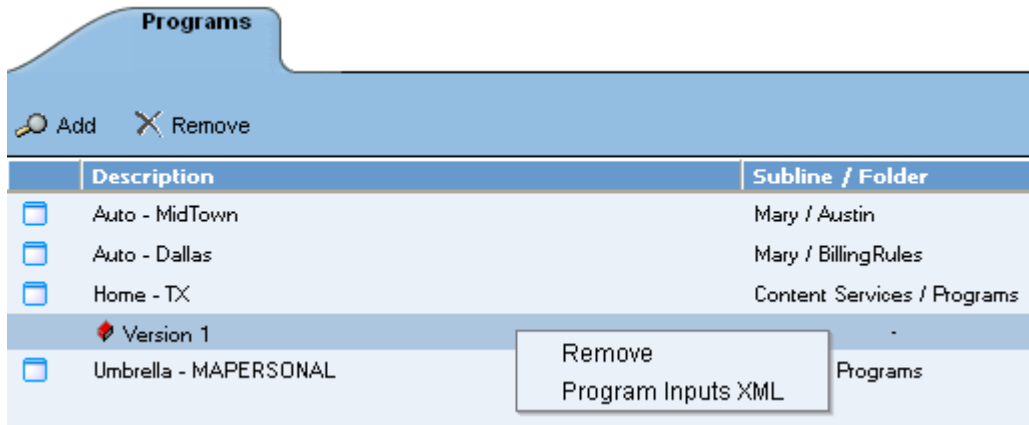 Programs
Add Remove
Description Subline / Folder
Auto - MidTown Mary / Austin
Auto - Dallas Mary / BillingRules
Home - TX Content Services / Programs
Version 1 -
Remove
Umbrella - MAPERSONAL Programs
Program Inputs XML